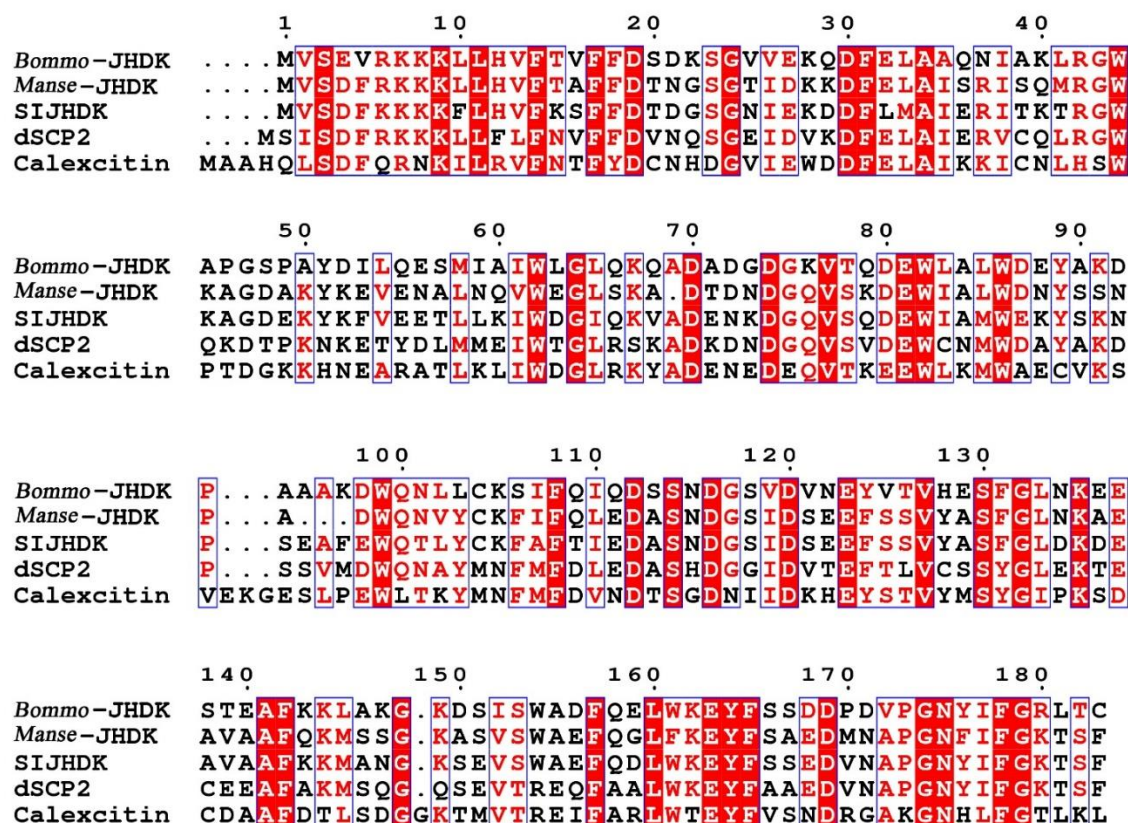 1 10 20 30 40
Bommo-JHDK ....MVSEVRKKKLLHVFTVFFDSDKSGVVEKQDFELAAQNIAKLRGW
Manse-JHDK ....MVSDFRKKKLLHVFTAFFDTNGSGTIDKKDFELAISRISQMRGW
SIJHDK ....MVSDFRKKKFLHVFKSFFDTDGSGNIEKDDFLMAIERITKTRGW
dSCP2 ...MSISDFRKKKLLFLFNVFFDVNQSGEIDVKDFELAIERVCQLRGW
Calexcitin MAAHQLSDFQRNKILRVFNTFYDCNHDGVIEWDDFELAIKKICNLHSW
50 60 70 80 90
Bommo-JHDK APGSPAYDILQESMIAIWLGLQKQADADGDGKVTQDEWLALWDEYAKD
Manse-JHDK KAGDAKYKEVENALNQVWEGLSKA.DTDNDGQVSKDEWIALWDNYSSN
SIJHDK KAGDEKYKFVEETLLKIWDGIQKVADENKDGQVSQDEWIAMWEKYSKN
dSCP2 QKDTPKNKETYDLMMEIWTGLRSKADKDNDGQVSVDEWCNMWDAYAKD
Calexcitin PTDGKKHNEARATLKLIWDGLRKYADENEDEQVTKEEWLKMWAECVKS
100 110 120 130
Bommo-JHDK P...AAAKDWQNLLCKSIFQIQDSSNDGSVDVNEYVTVHESFGLNKEE
Manse-JHDK P...A...DWQNVYCKFIFQLEDASNDGSIDSEEFSSVYASFGLNKAE
SIJHDK P...SEAFEWQTLYCKFAFTIEDASNDGSIDSEEFSSVYASFGLDKDE
dSCP2 P...SSVMDWQNAYMNFMFDLEDASHDGGIDVTEFTLVCSSYGLEKTE
Calexcitin VEKGESLPEWLTKYMNFMFDVNDTSGDNIIDKHEYSTVYMSYGIPKSD
140 150 160 170 180
Bommo-JHDK STEAFKKLAKG.KDSISWADFQELWKEYFSSDDPDVPGNYIFGRLTC
Manse-JHDK AVAAFQKMSSG.KASVSWAEFQGLFKEYFSAEDMNAPGNFIFGKTSF
SIJHDK AVAAFKKMANG.KSEVSWAEFQDLWKEYFSSEDVNAPGNYIFGKTSF
dSCP2 CEEAFAKMSQG.QSEVTREQFAALWKEYFAAEDVNAPGNYIFGKTSF
Calexcitin CDAAFDTLSDGGKTMVTREIFARLWTEYFVSNDRGAKGNHLFGTLKL